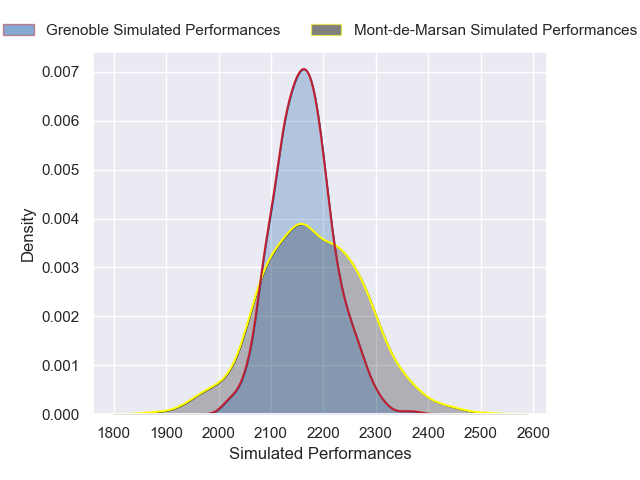 Grenoble Simulated Performances
Mont-de-Marsan Simulated Performances
0.007
0.006
0.005
0.004
0.003
0.002
0.001
0.000
Density
1800 1900 2000 2100 2200 2300 2400 2500 2600
Simulated Performances